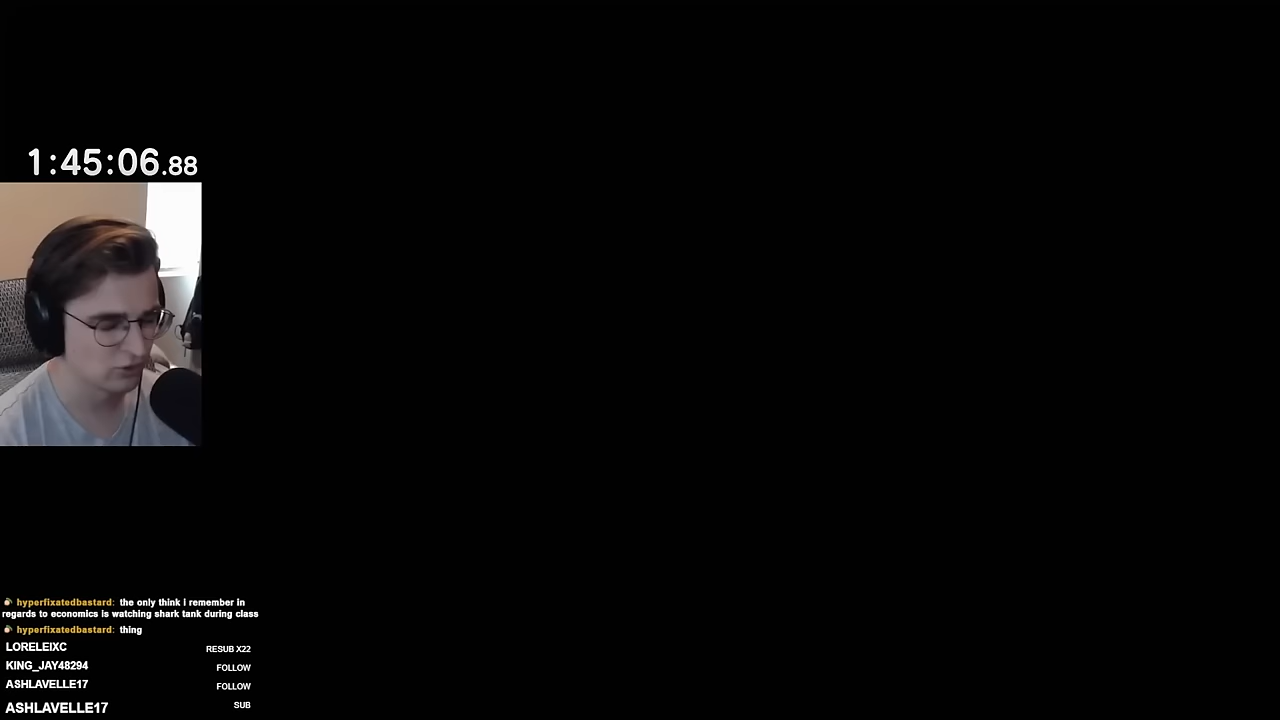 1:45:06.88
hyperfixatedbastard: the only think i remember in
regards to economics is watching shark tank during class
hyperfixatedbastard: thing
LORELEIXC RESUB X22
KING_JAY48294 FOLLOW
ASHLAVELLE17 FOLLOW
ASHLAVELLE17 SUB